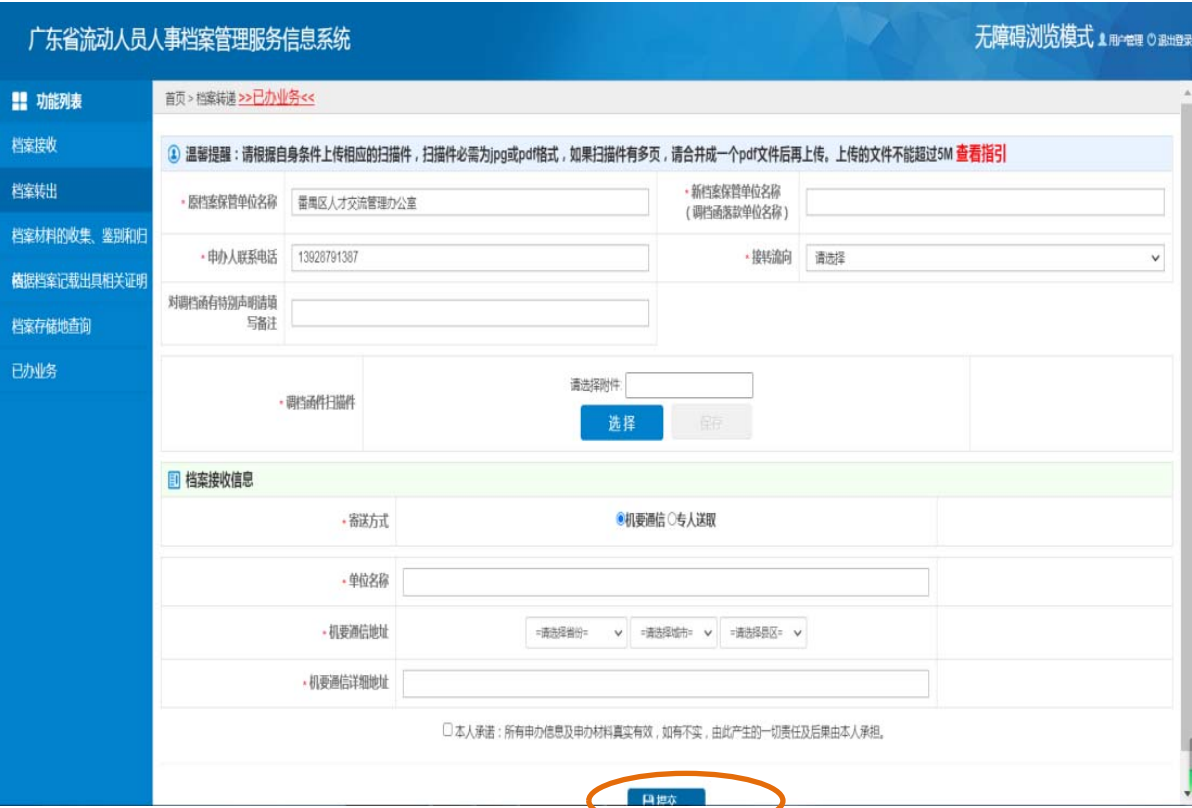 广东省流动人员人事档案管理服务信息系统
无障碍浏览模式 用户管理 退出登录
功能列表
首页 > 档案转递 >>已办业务<<
档案接收
温馨提醒：请根据自身条件上传相应的扫描件，扫描件必需为jpg或pdf格式，如果扫描件有多页，请合并成一个pdf文件后再上传。上传的文件不能超过5M 查看指引
档案转出
* 原档案保管单位名称 番禺区人才交流管理办公室
* 新档案保管单位名称
(调档函落款单位名称)
档案材料的收集、鉴别和归
* 申办人联系电话 13928791387
* 接转流向 请选择
依据档案记载出具相关证明
对调档函有特别声明请填
写备注
档案存储地查询
已办业务
* 调档函件扫描件
请选择附件:
选择 保存
档案接收信息
* 寄送方式 机要通信 专人送取
* 单位名称
* 机要通信地址 =请选择省份= =请选择城市= =请选择县区=
* 机要通信详细地址
本人承诺：所有申办信息及申办材料真实有效，如有不实，由此产生的一切责任及后果由本人承担。
提交